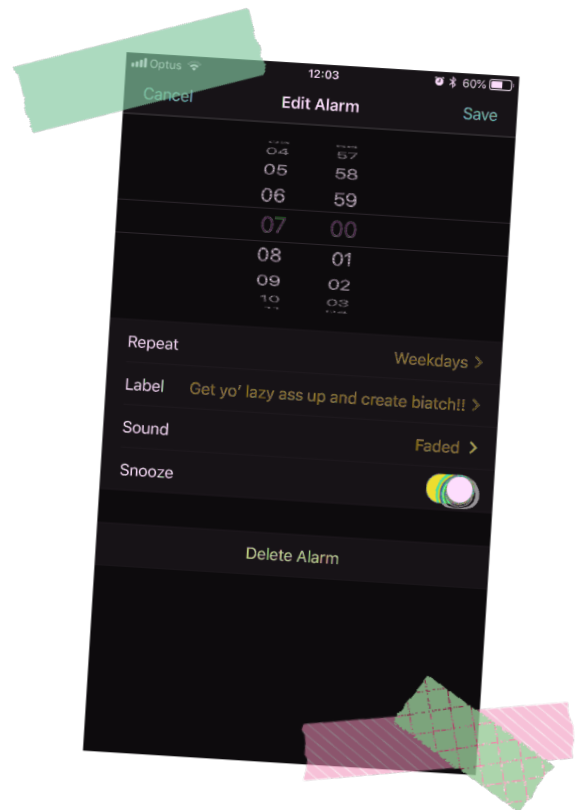 Optus
12:03
60%
Cancel Edit Alarm Save
04 57
05 58
06 59
07 00
08 01
09 02
10 03
Repeat Weekdays
Label Get yo’ lazy ass up and create biatch!!
Sound Faded
Snooze
Delete Alarm